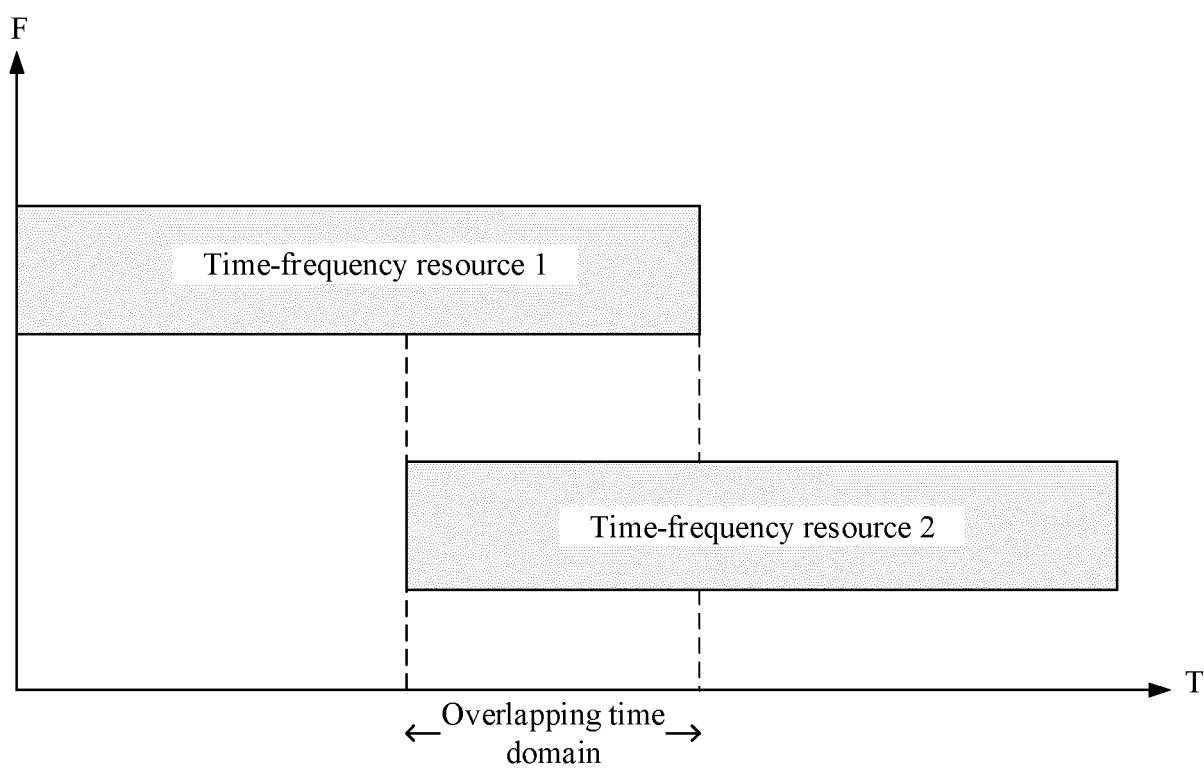 F
Time-frequency resource 1
Time-frequency resource 2
T
Overlapping time
domain